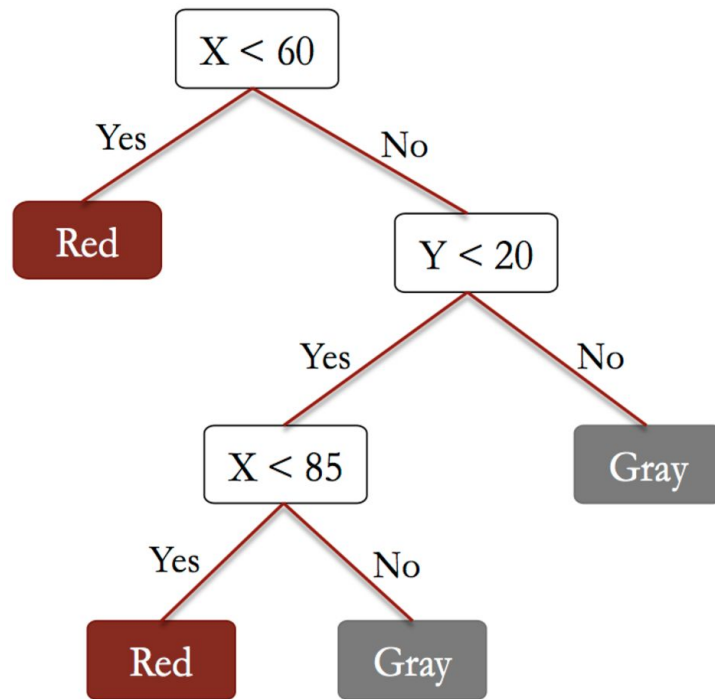 X < 60
Yes
No
Red
Y < 20
Yes
No
X < 85
Gray
Yes
No
Red
Gray